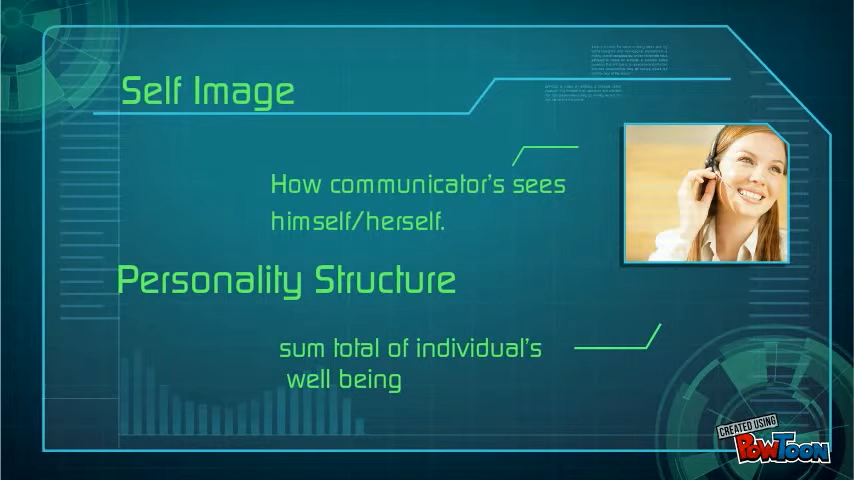 Self Image
How communicator's sees
himself/herself.
Personality Structure
sum total of individual's
well being
CREATED USING
POWTOON